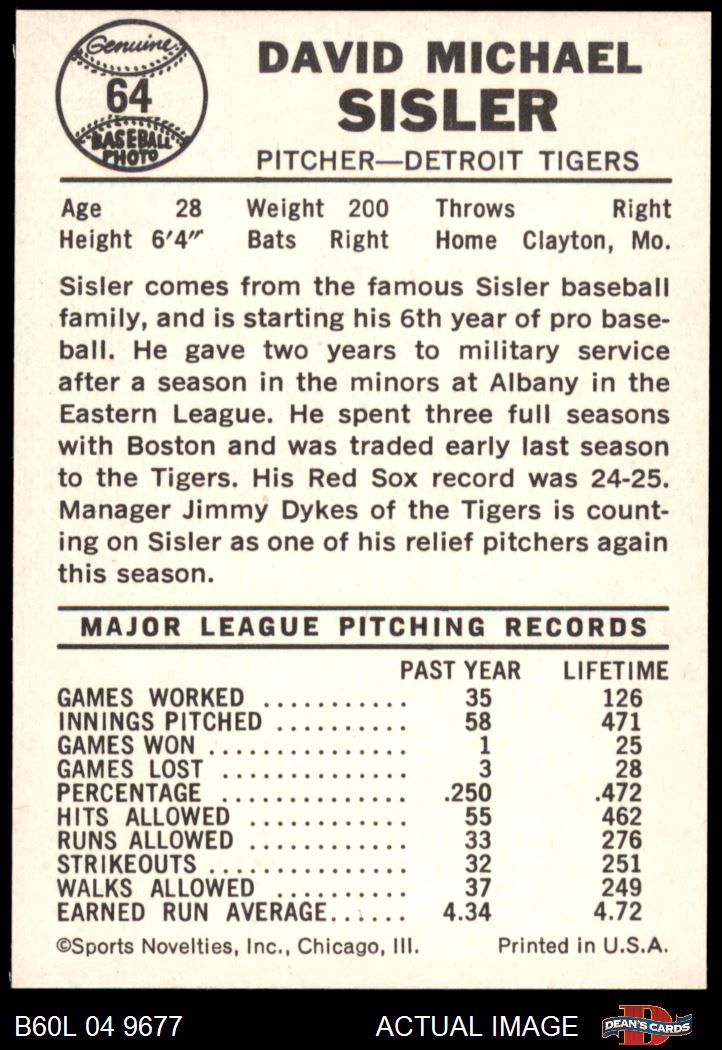 Genuine
64
BASEBALL
PHOTO
DAVID MICHAEL
SISLER
PITCHER—DETROIT TIGERS
Age 28 Weight 200 Throws Right
Height 6'4" Bats Right Home Clayton, Mo.
Sisler comes from the famous Sisler baseball
family, and is starting his 6th year of pro base-
ball. He gave two years to military service
after a season in the minors at Albany in the
Eastern League. He spent three full seasons
with Boston and was traded early last season
to the Tigers. His Red Sox record was 24-25.
Manager Jimmy Dykes of the Tigers is count-
ing on Sisler as one of his relief pitchers again
this season.
MAJOR LEAGUE PITCHING RECORDS
PAST YEAR LIFETIME
GAMES WORKED ............ 35 126
INNINGS PITCHED ........... 58 471
GAMES WON ................ 1 25
GAMES LOST ............... 3 28
PERCENTAGE ............... .250 .472
HITS ALLOWED ............. 55 462
RUNS ALLOWED ............. 33 276
STRIKEOUTS ................ 32 251
WALKS ALLOWED ........... 37 249
EARNED RUN AVERAGE...... 4.34 4.72
©Sports Novelties, Inc., Chicago, Ill. Printed in U.S.A.
B60L 04 9677 ACTUAL IMAGE D DEAN'S CARDS